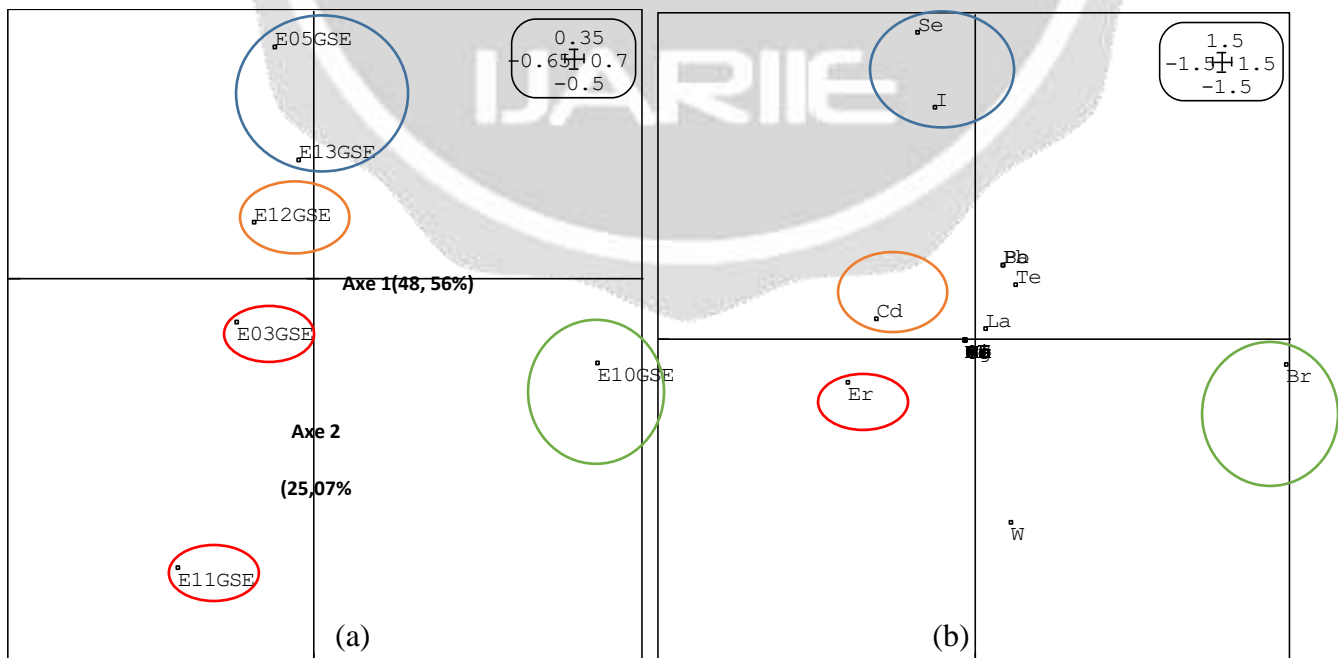 E05GSE
0.35
-0.65 0.7
-0.5
E13GSE
E12GSE
Axe 1(48, 56%)
E03GSE
E10GSE
Axe 2
(25,07%
E11GSE
(a)
IJARIIE
Se
1.5
-1.5 1.5
-1.5
I
Te
Cd
La
Er
Br
W
(b)